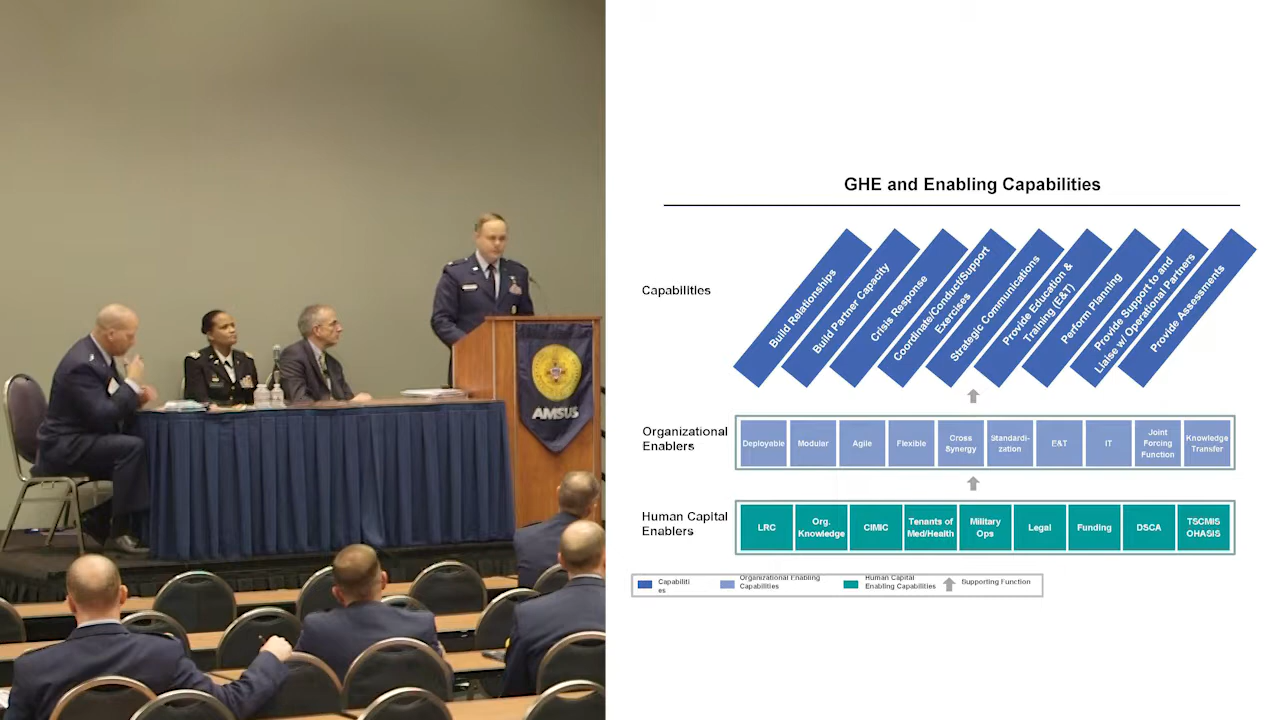 AMSUS
GHE and Enabling Capabilities
Capabilities
Build Relationships
Build Partner Capacity
Crisis Response
Coordinate/Conduct/Support
Exercises
Strategic Communications
Provide Education &
Training (E&T)
Perform Planning
Provide Support to and
Liaise w/ Operational Partners
Provide Assessments
Organizational
Enablers
Deployable
Modular
Agile
Flexible
Cross
Synergy
Standardi-
zation
E&T
IT
Joint
Forcing
Function
Knowledge
Transfer
Human Capital
Enablers
LRC
Org.
Knowledge
CIMIC
Tenants of
Med/Health
Military
Ops
Legal
Funding
DSCA
TSCMIS
OHASIS
Capabiliti
es
Organizational Enabling
Capabilities
Human Capital
Enabling Capabilities
Supporting Function